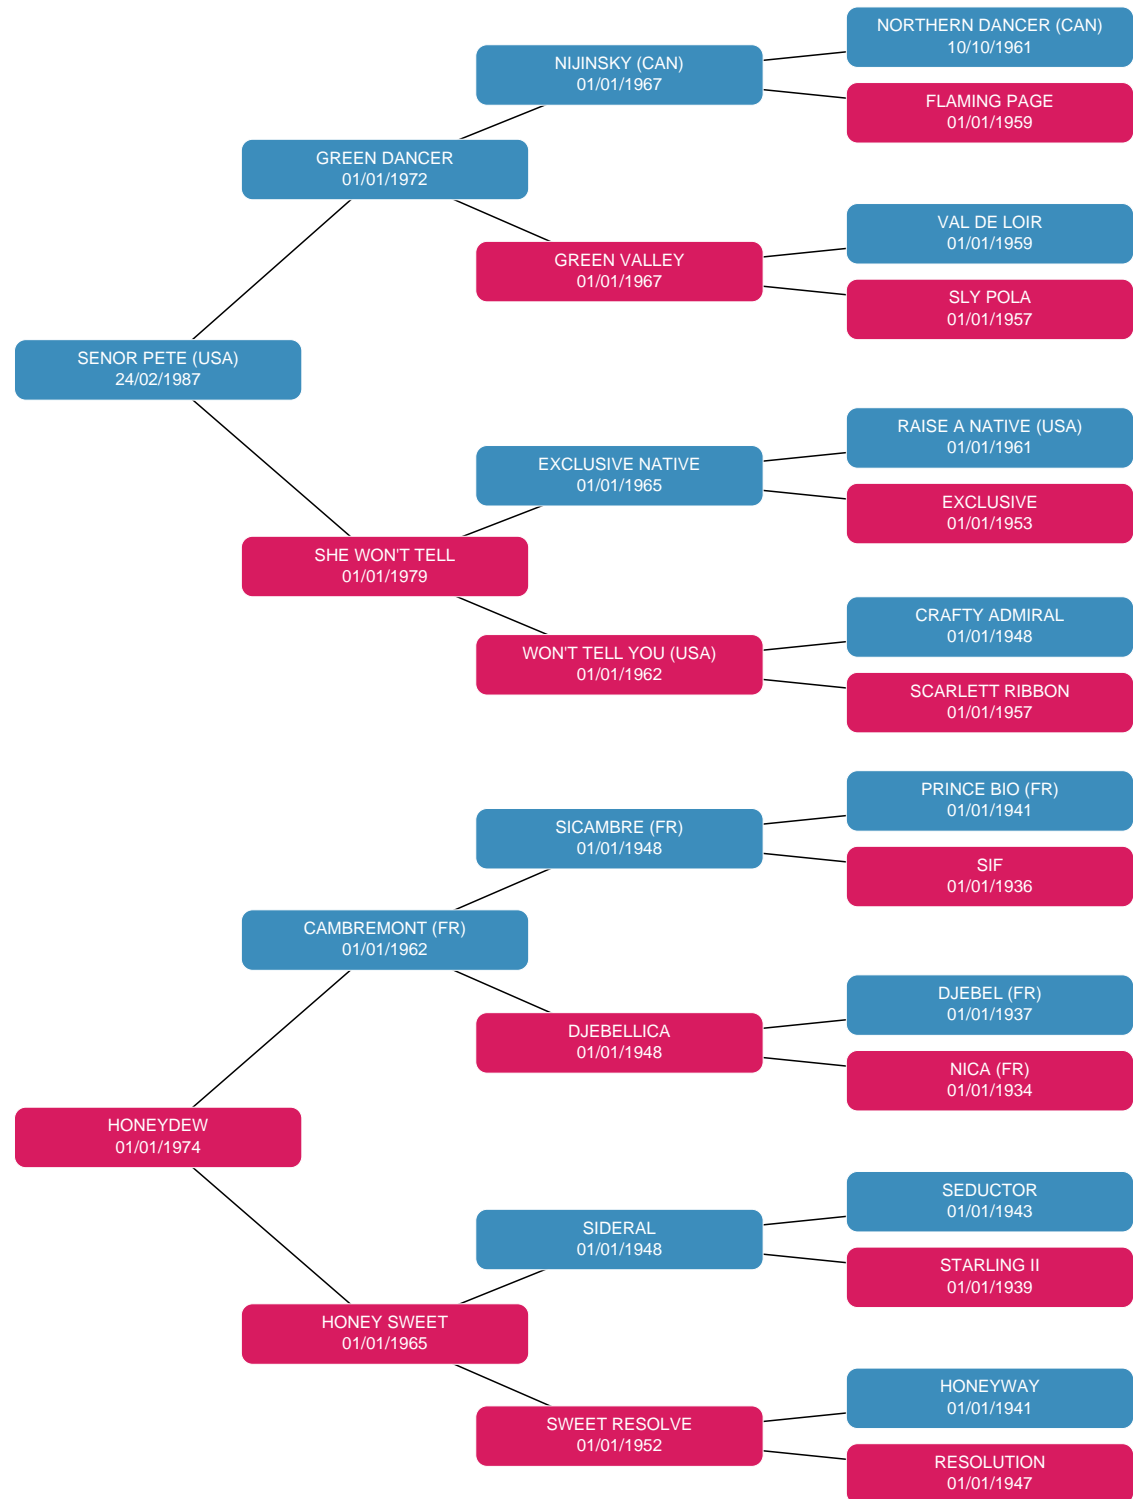 NORTHERN DANCER (CAN)
10/10/1961
NIJINSKY (CAN)
01/01/1967
FLAMING PAGE
01/01/1959
GREEN DANCER
01/01/1972
VAL DE LOIR
01/01/1959
GREEN VALLEY
01/01/1967
SLY POLA
01/01/1957
SENOR PETE (USA)
24/02/1987
RAISE A NATIVE (USA)
01/01/1961
EXCLUSIVE NATIVE
01/01/1965
EXCLUSIVE
01/01/1953
SHE WON'T TELL
01/01/1979
CRAFTY ADMIRAL
01/01/1948
WON'T TELL YOU (USA)
01/01/1962
SCARLETT RIBBON
01/01/1957
PRINCE BIO (FR)
01/01/1941
SICAMBRE (FR)
01/01/1948
SIF
01/01/1936
CAMBREMONT (FR)
01/01/1962
DJEBEL (FR)
01/01/1937
DJEBELLICA
01/01/1948
NICA (FR)
01/01/1934
HONEYDEW
01/01/1974
SEDUCTOR
01/01/1943
SIDERAL
01/01/1948
STARLING II
01/01/1939
HONEY SWEET
01/01/1965
HONEYWAY
01/01/1941
SWEET RESOLVE
01/01/1952
RESOLUTION
01/01/1947